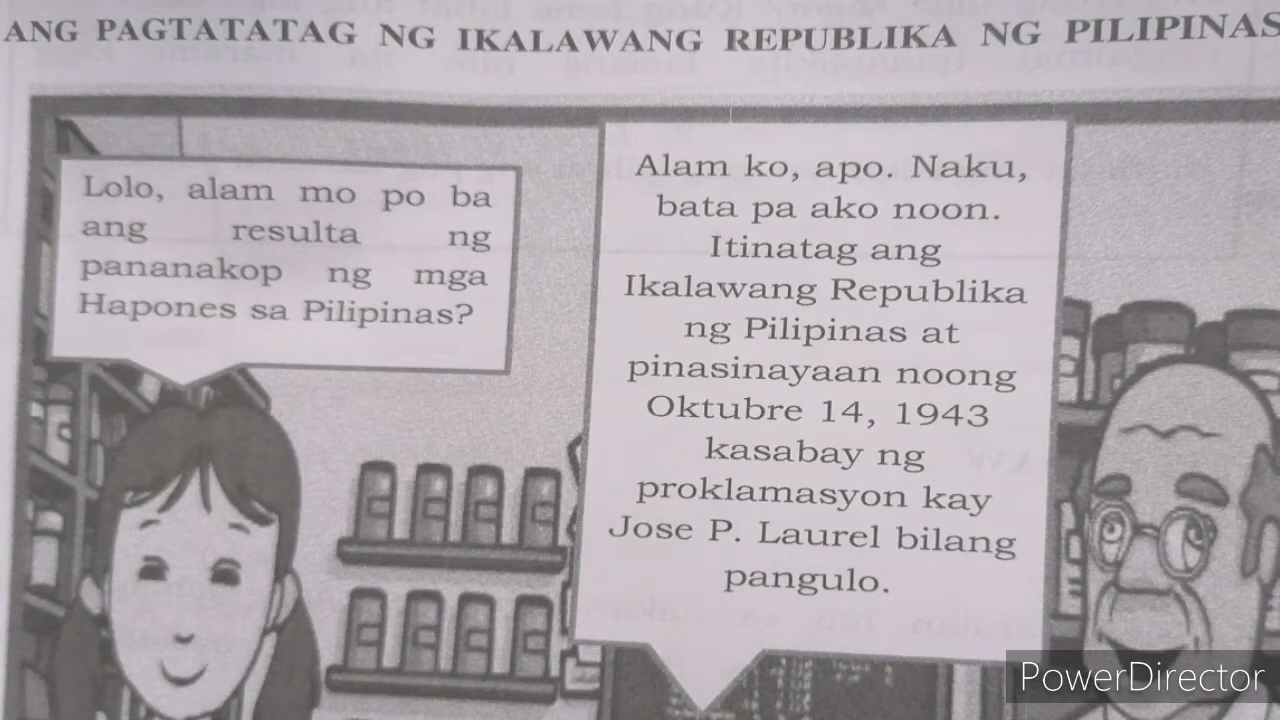 ANG PAGTATATAG NG IKALAWANG REPUBLIKA NG PILIPINAS
Lolo, alam mo po ba
ang resulta ng
pananakop ng mga
Hapones sa Pilipinas?
Alam ko, apo. Naku,
bata pa ako noon.
Itinatag ang
Ikalawang Republika
ng Pilipinas at
pinasinayaan noong
Oktubre 14, 1943
kasabay ng
proklamasyon kay
Jose P. Laurel bilang
pangulo.
PowerDirector